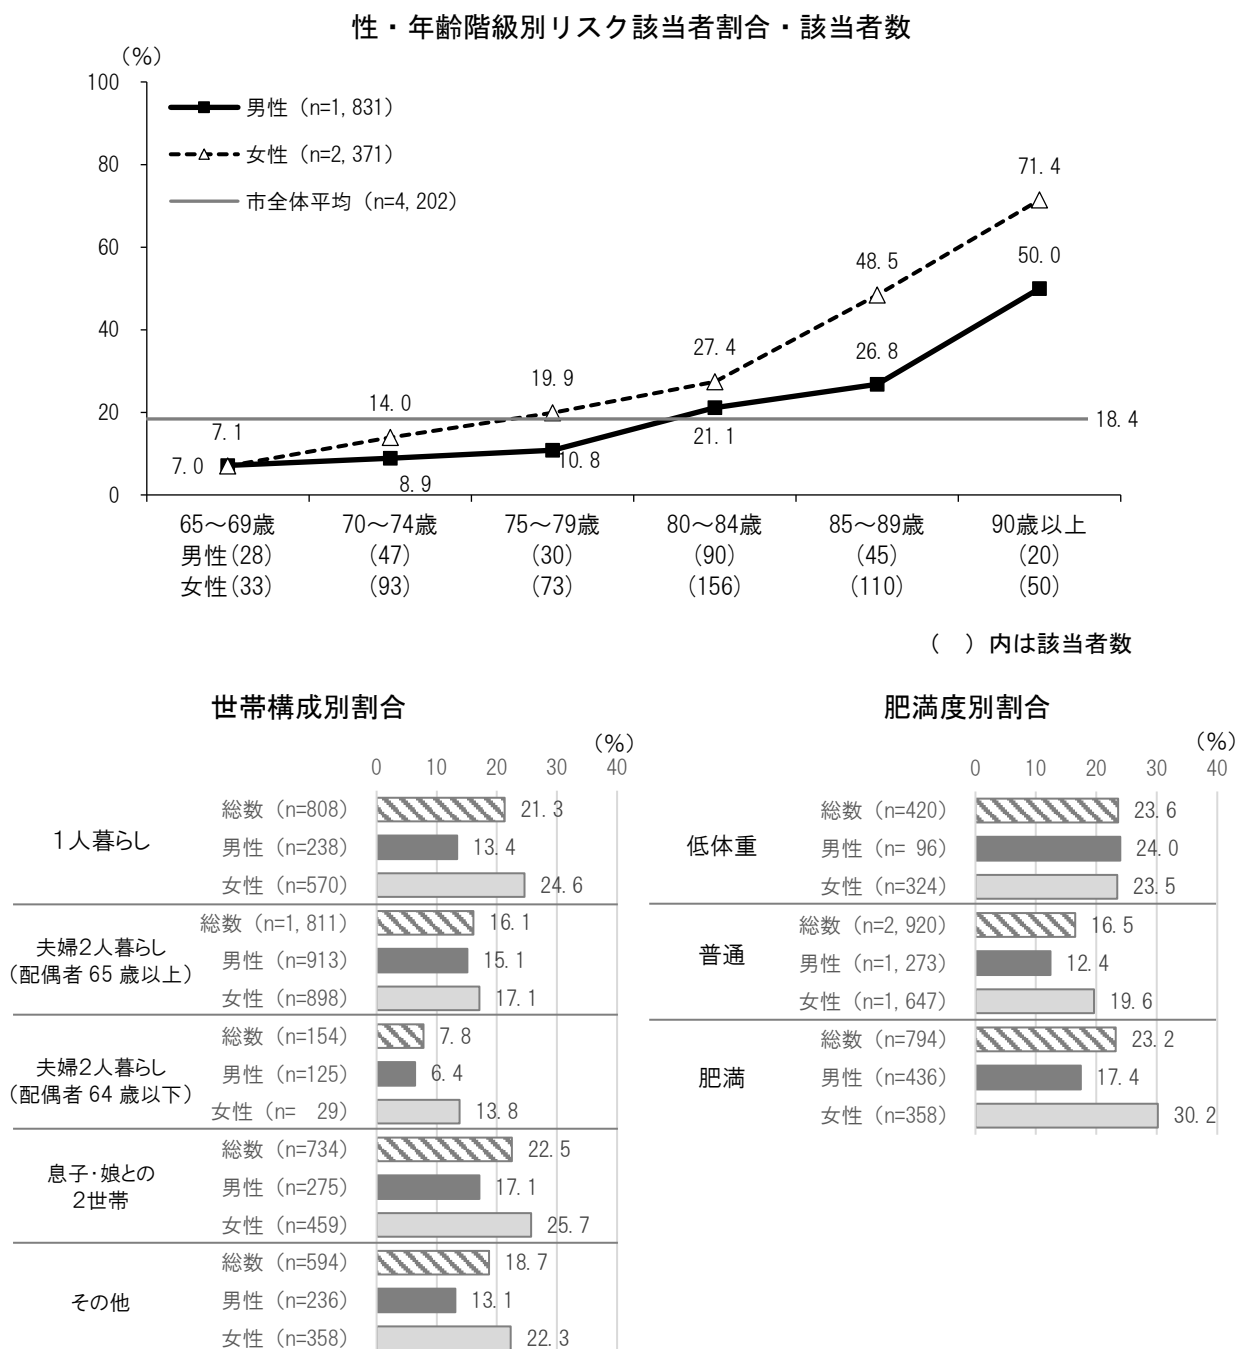 性・年齢階級別リスク該当者割合・該当者数
（%）
100
80
60
40
20
0
男性（n=1,831）
女性（n=2,371）
市全体平均（n=4,202）
7.1
14.0
19.9
27.4
48.5
71.4
7.0
8.9
10.8
21.1
26.8
50.0
18.4
65～69歳 70～74歳 75～79歳 80～84歳 85～89歳 90歳以上
男性(28) (47) (30) (90) (45) (20)
女性(33) (93) (73) (156) (110) (50)
（　）内は該当者数
世帯構成別割合
（%）
0 10 20 30 40
1人暮らし
総数（n=808） 21.3
男性（n=238） 13.4
女性（n=570） 24.6
夫婦2人暮らし
（配偶者 65 歳以上）
総数（n=1,811） 16.1
男性（n=913） 15.1
女性（n=898） 17.1
夫婦2人暮らし
（配偶者 64 歳以下）
総数（n=154） 7.8
男性（n=125） 6.4
女性（n=　29） 13.8
息子・娘との
2世帯
総数（n=734） 22.5
男性（n=275） 17.1
女性（n=459） 25.7
その他
総数（n=594） 18.7
男性（n=236） 13.1
女性（n=358） 22.3
肥満度別割合
（%）
0 10 20 30 40
低体重
総数（n=420） 23.6
男性（n= 96） 24.0
女性（n=324） 23.5
普通
総数（n=2,920） 16.5
男性（n=1,273） 12.4
女性（n=1,647） 19.6
肥満
総数（n=794） 23.2
男性（n=436） 17.4
女性（n=358） 30.2